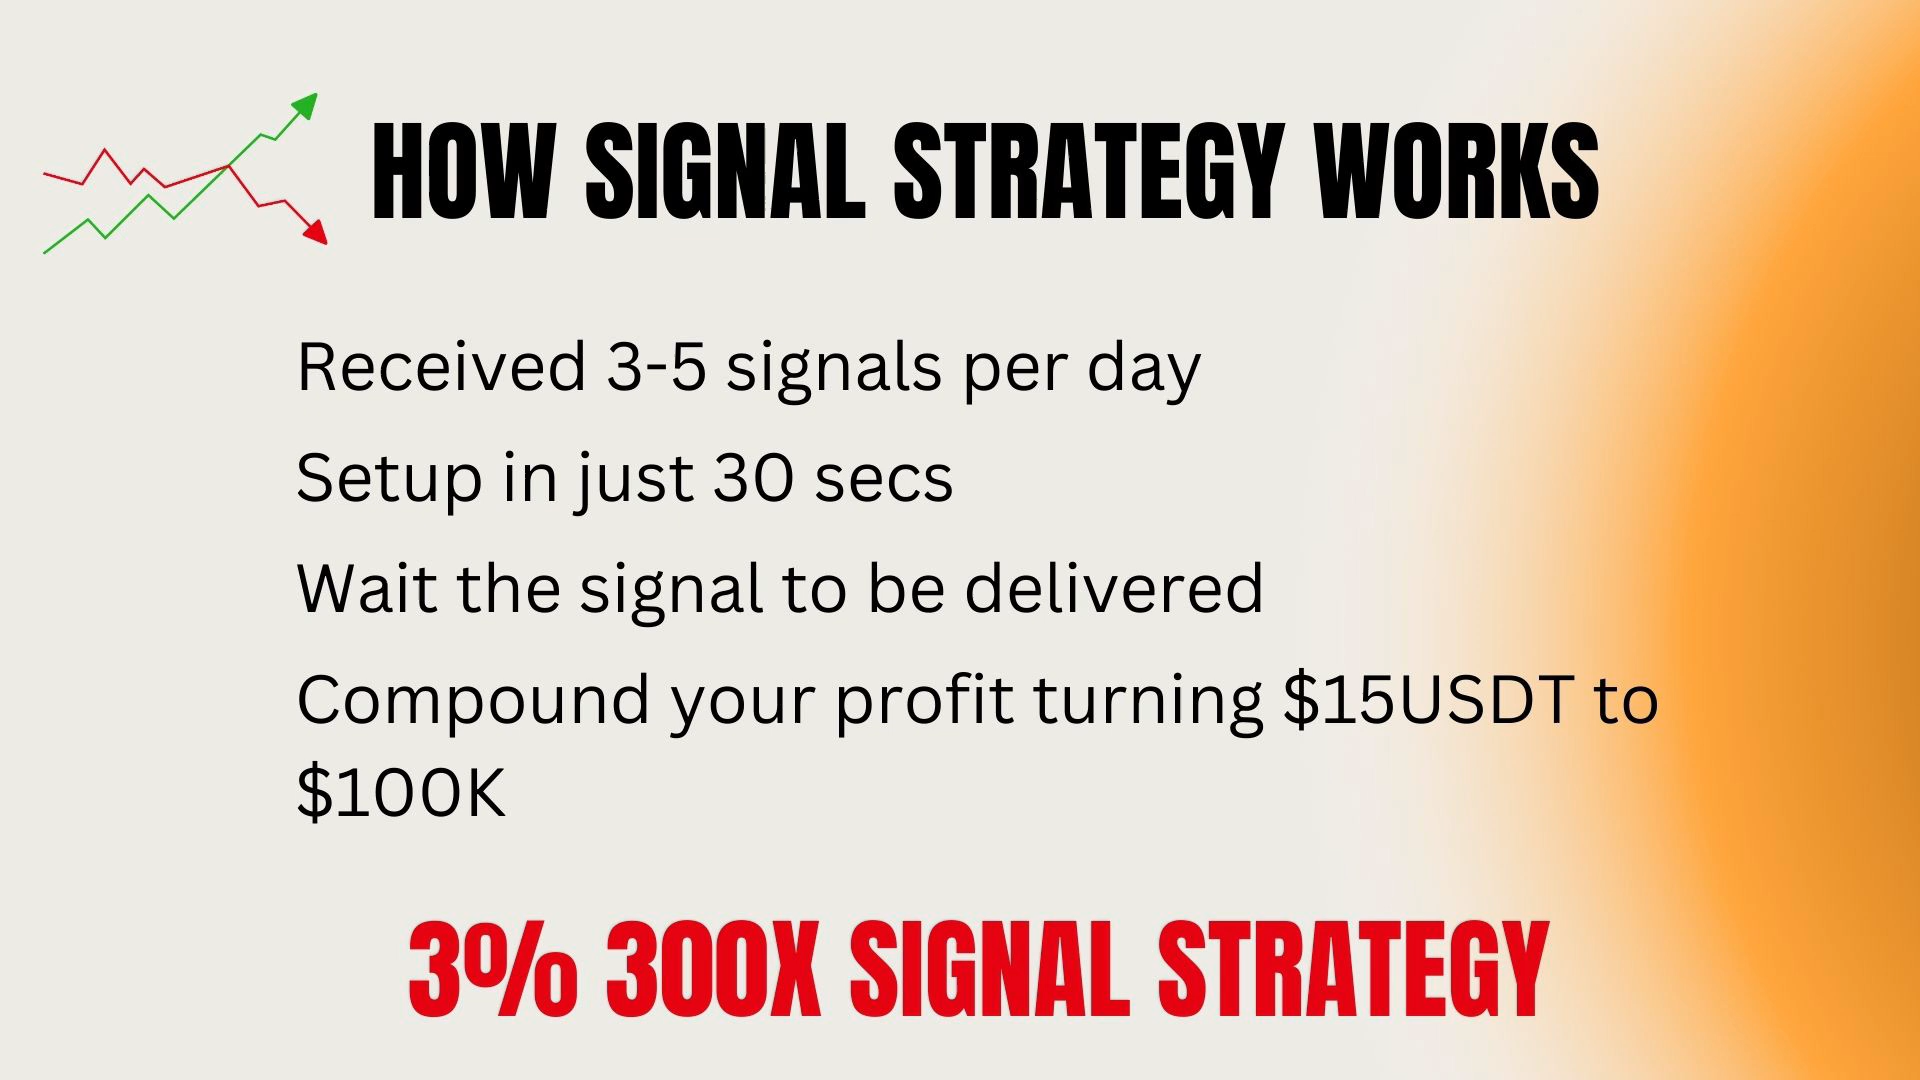 HOW SIGNAL STRATEGY WORKS
Received 3-5 signals per day
Setup in just 30 secs
Wait the signal to be delivered
Compound your profit turning $15USDT to
$100K
3% 300X SIGNAL STRATEGY